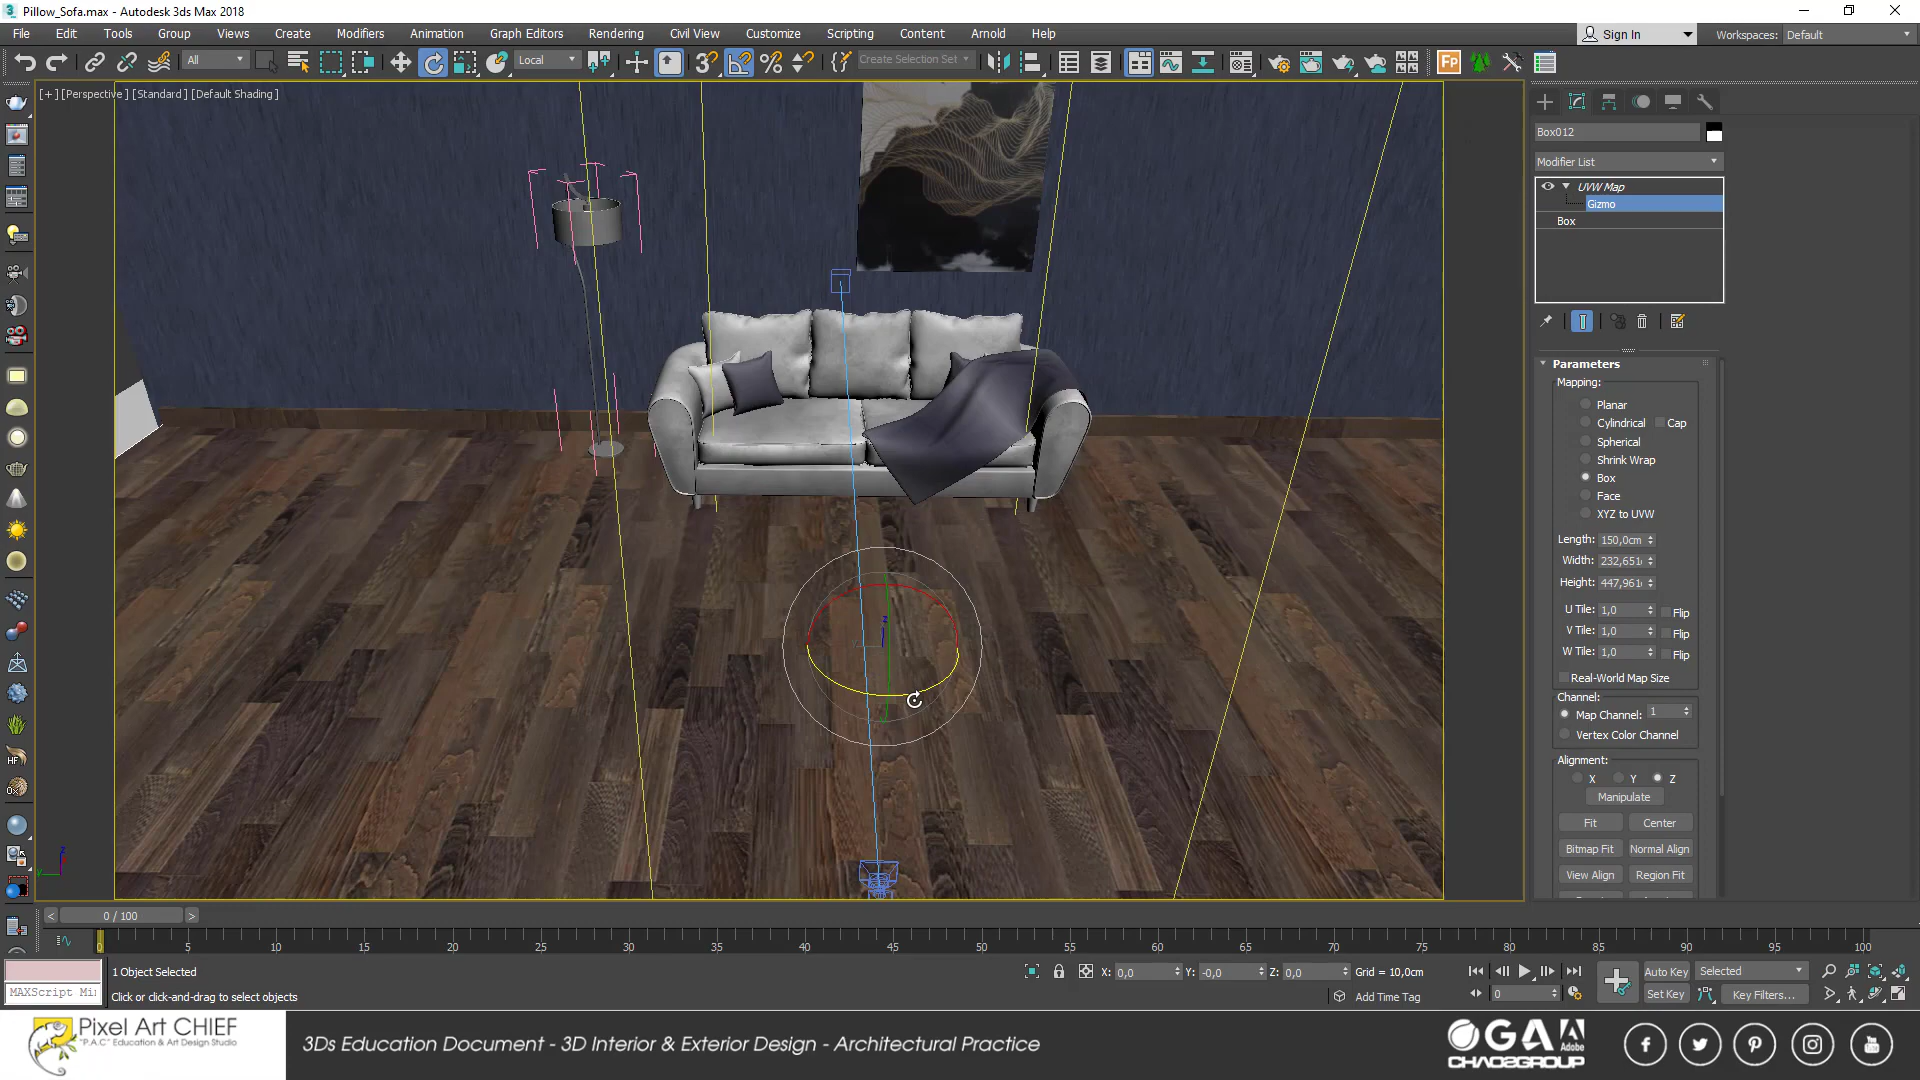 Pillow_Sofa.max - Autodesk 3ds Max 2018
File Edit Tools Group Views Create Modifiers Animation Graph Editors Rendering Civil View Customize Scripting Content Arnold Help
Sign In
Workspaces: Default
All
Local
Create Selection Set
[+] [Perspective] [Standard] [Default Shading]
Box012
Modifier List
UVW Map
Gizmo
Box
Parameters
Mapping:
Planar
Cylindrical Cap
Spherical
Shrink Wrap
Box
Face
XYZ to UVW
Length: 150,0cm
Width: 232,651
Height: 447,961
U Tile: 1,0 Flip
V Tile: 1,0 Flip
W Tile: 1,0 Flip
Real-World Map Size
Channel:
Map Channel: 1
Vertex Color Channel
Alignment:
X Y Z
Manipulate
Fit Center
Bitmap Fit Normal Align
View Align Region Fit
z
z
< 0 / 100 >
0 5 10 15 20 25 30 35 40 45 50 55 60 65 70 75 80 85 90 95 100
1 Object Selected
X: 0,0 Y: -0,0 Z: 0,0 Grid = 10,0cm
Auto Key Selected
MAXScript Mi
Click or click-and-drag to select objects
Add Time Tag
0
Set Key Key Filters...
Pixel Art CHIEF
"P.A.C" Education & Art Design Studio
3Ds Education Document - 3D Interior & Exterior Design - Architectural Practice
GA Adobe
CHAOSGROUP